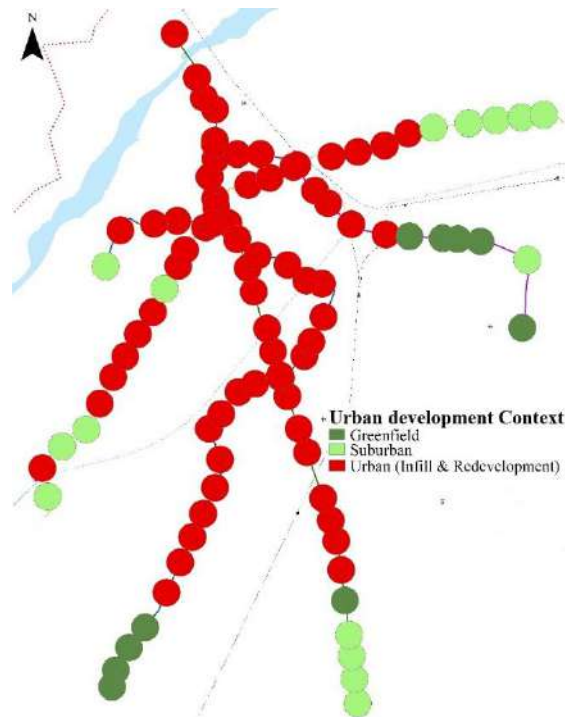 N
Urban development Context
Greenfield
Suburban
Urban (Infill & Redevelopment)